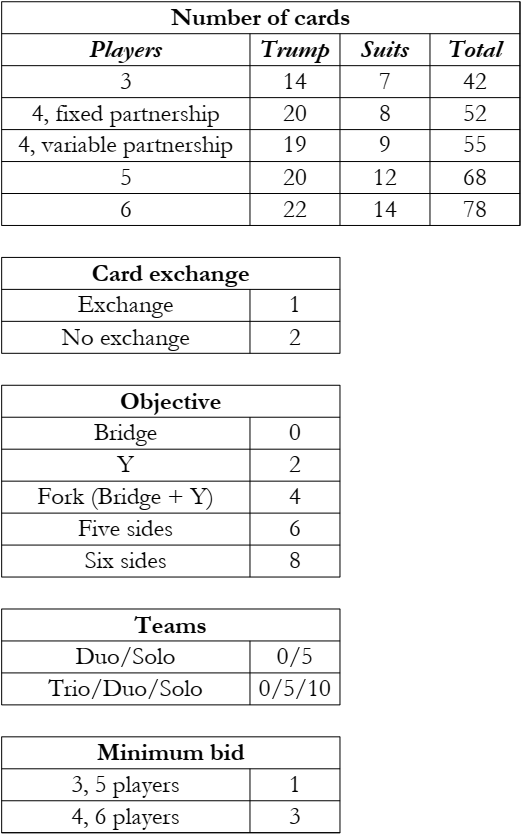 Number of cards
Players Trump Suits Total
3 14 7 42
4, fixed partnership 20 8 52
4, variable partnership 19 9 55
5 20 12 68
6 22 14 78
Card exchange
Exchange 1
No exchange 2
Objective
Bridge 0
Y 2
Fork (Bridge + Y) 4
Five sides 6
Six sides 8
Teams
Duo/Solo 0/5
Trio/Duo/Solo 0/5/10
Minimum bid
3, 5 players 1
4, 6 players 3